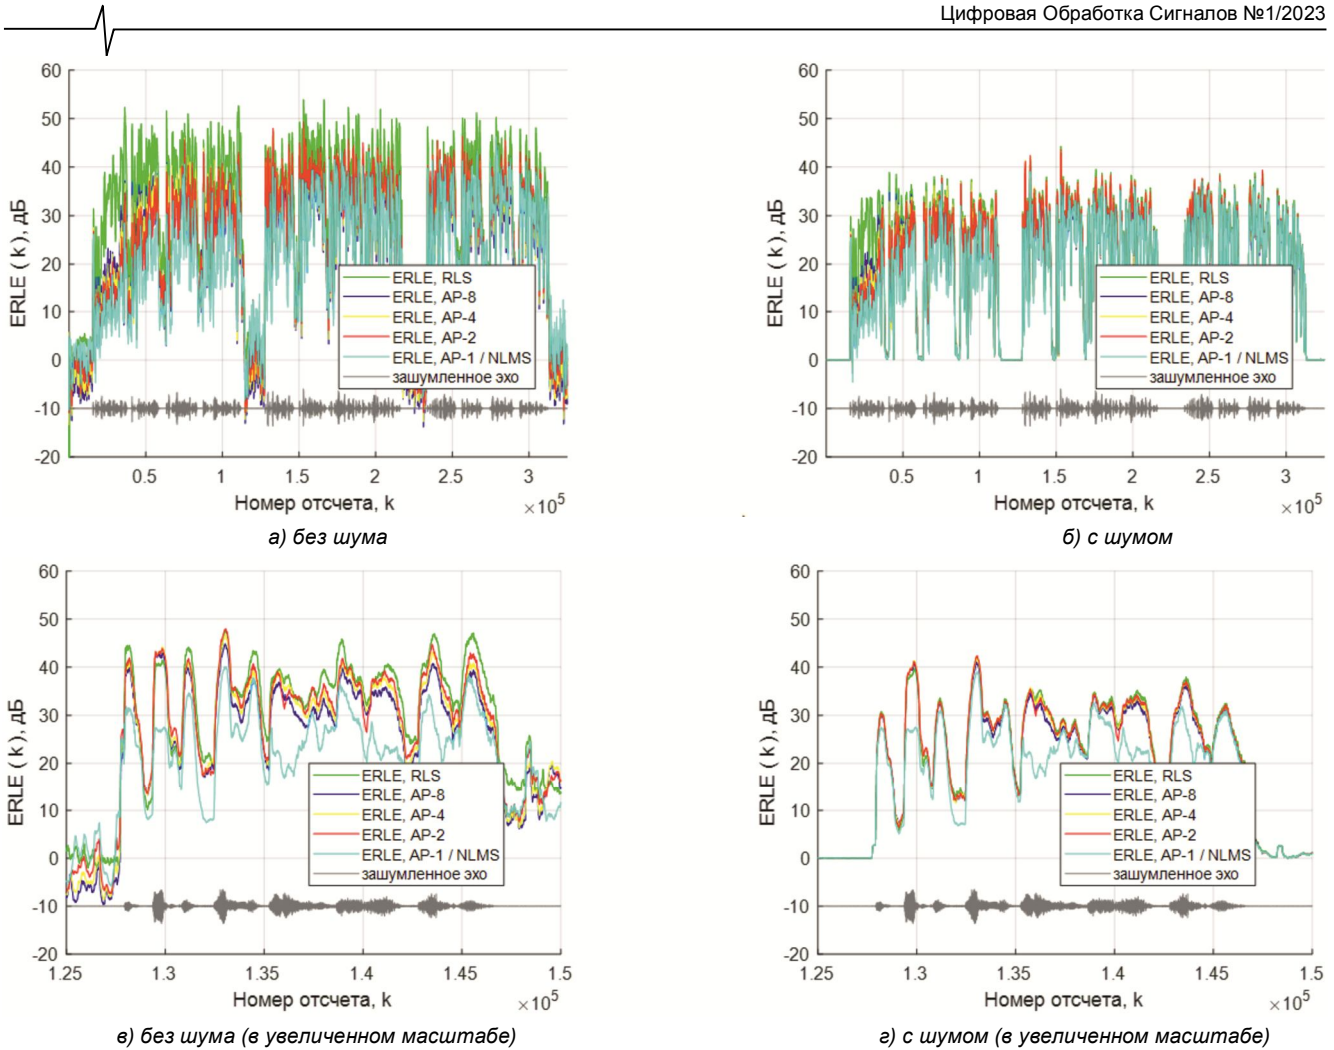 Цифровая Обработка Сигналов №1/2023
60
50
40
30
20
10
0
-10
-20
ERLE ( k ), дБ
ERLE, RLS
ERLE, AP-8
ERLE, AP-4
ERLE, AP-2
ERLE, AP-1 / NLMS
зашумленное эхо
0.5 1 1.5 2 2.5 3
Номер отсчета, k
×10⁵
а) без шума
60
50
40
30
20
10
0
-10
-20
ERLE ( k ), дБ
ERLE, RLS
ERLE, AP-8
ERLE, AP-4
ERLE, AP-2
ERLE, AP-1 / NLMS
зашумленное эхо
0.5 1 1.5 2 2.5 3
Номер отсчета, k
×10⁵
б) с шумом
60
50
40
30
20
10
0
-10
-20
ERLE ( k ), дБ
ERLE, RLS
ERLE, AP-8
ERLE, AP-4
ERLE, AP-2
ERLE, AP-1 / NLMS
зашумленное эхо
1.25 1.3 1.35 1.4 1.45 1.5
Номер отсчета, k
×10⁵
в) без шума (в увеличенном масштабе)
60
50
40
30
20
10
0
-10
-20
ERLE ( k ), дБ
ERLE, RLS
ERLE, AP-8
ERLE, AP-4
ERLE, AP-2
ERLE, AP-1 / NLMS
зашумленное эхо
1.25 1.3 1.35 1.4 1.45 1.5
Номер отсчета, k
×10⁵
г) с шумом (в увеличенном масштабе)